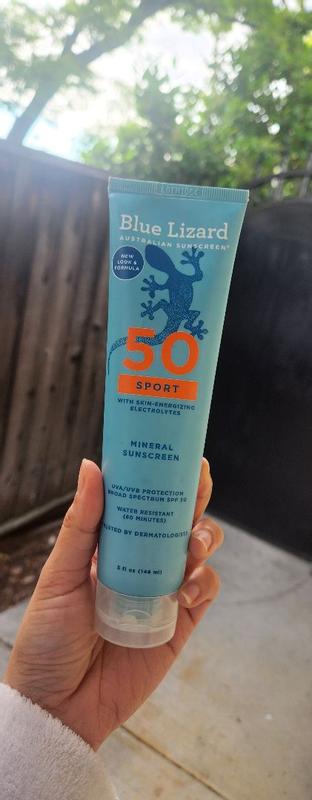 Blue Lizard
AUSTRALIAN SUNSCREEN®
NEW
LOOK &
FORMULA
50
SPORT
WITH SKIN-ENERGIZING
ELECTROLYTES
MINERAL
SUNSCREEN
UVA/UVB PROTECTION
BROAD SPECTRUM SPF 50
WATER RESISTANT
(80 MINUTES)
BY DERMATOLOGISTS
5 fl oz (148 ml)